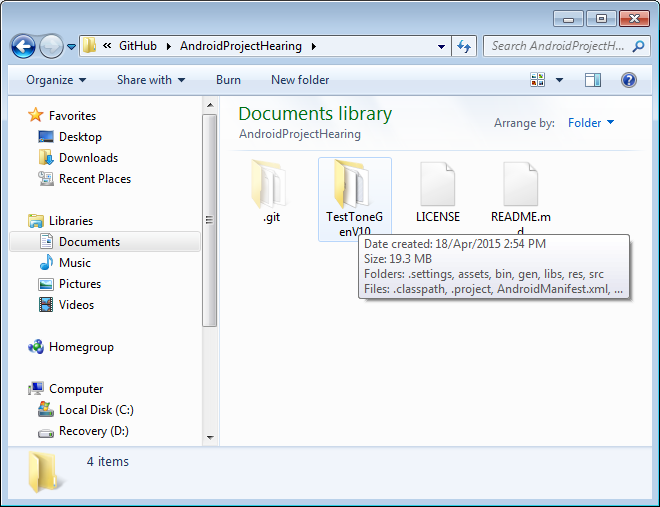 « GitHub AndroidProjectHearing
Search AndroidProjectH...
Organize Share with Burn New folder
Documents library
AndroidProjectHearing
Arrange by: Folder
Favorites
Desktop
Downloads
Recent Places
Libraries
Documents
Music
Pictures
Videos
Homegroup
Computer
Local Disk (C:)
Recovery (D:)
.git
TestToneG
enV10
LICENSE
README.m
d
Date created: 18/Apr/2015 2:54 PM
Size: 19.3 MB
Folders: .settings, assets, bin, gen, libs, res, src
Files: .classpath, .project, AndroidManifest.xml, ...
4 items